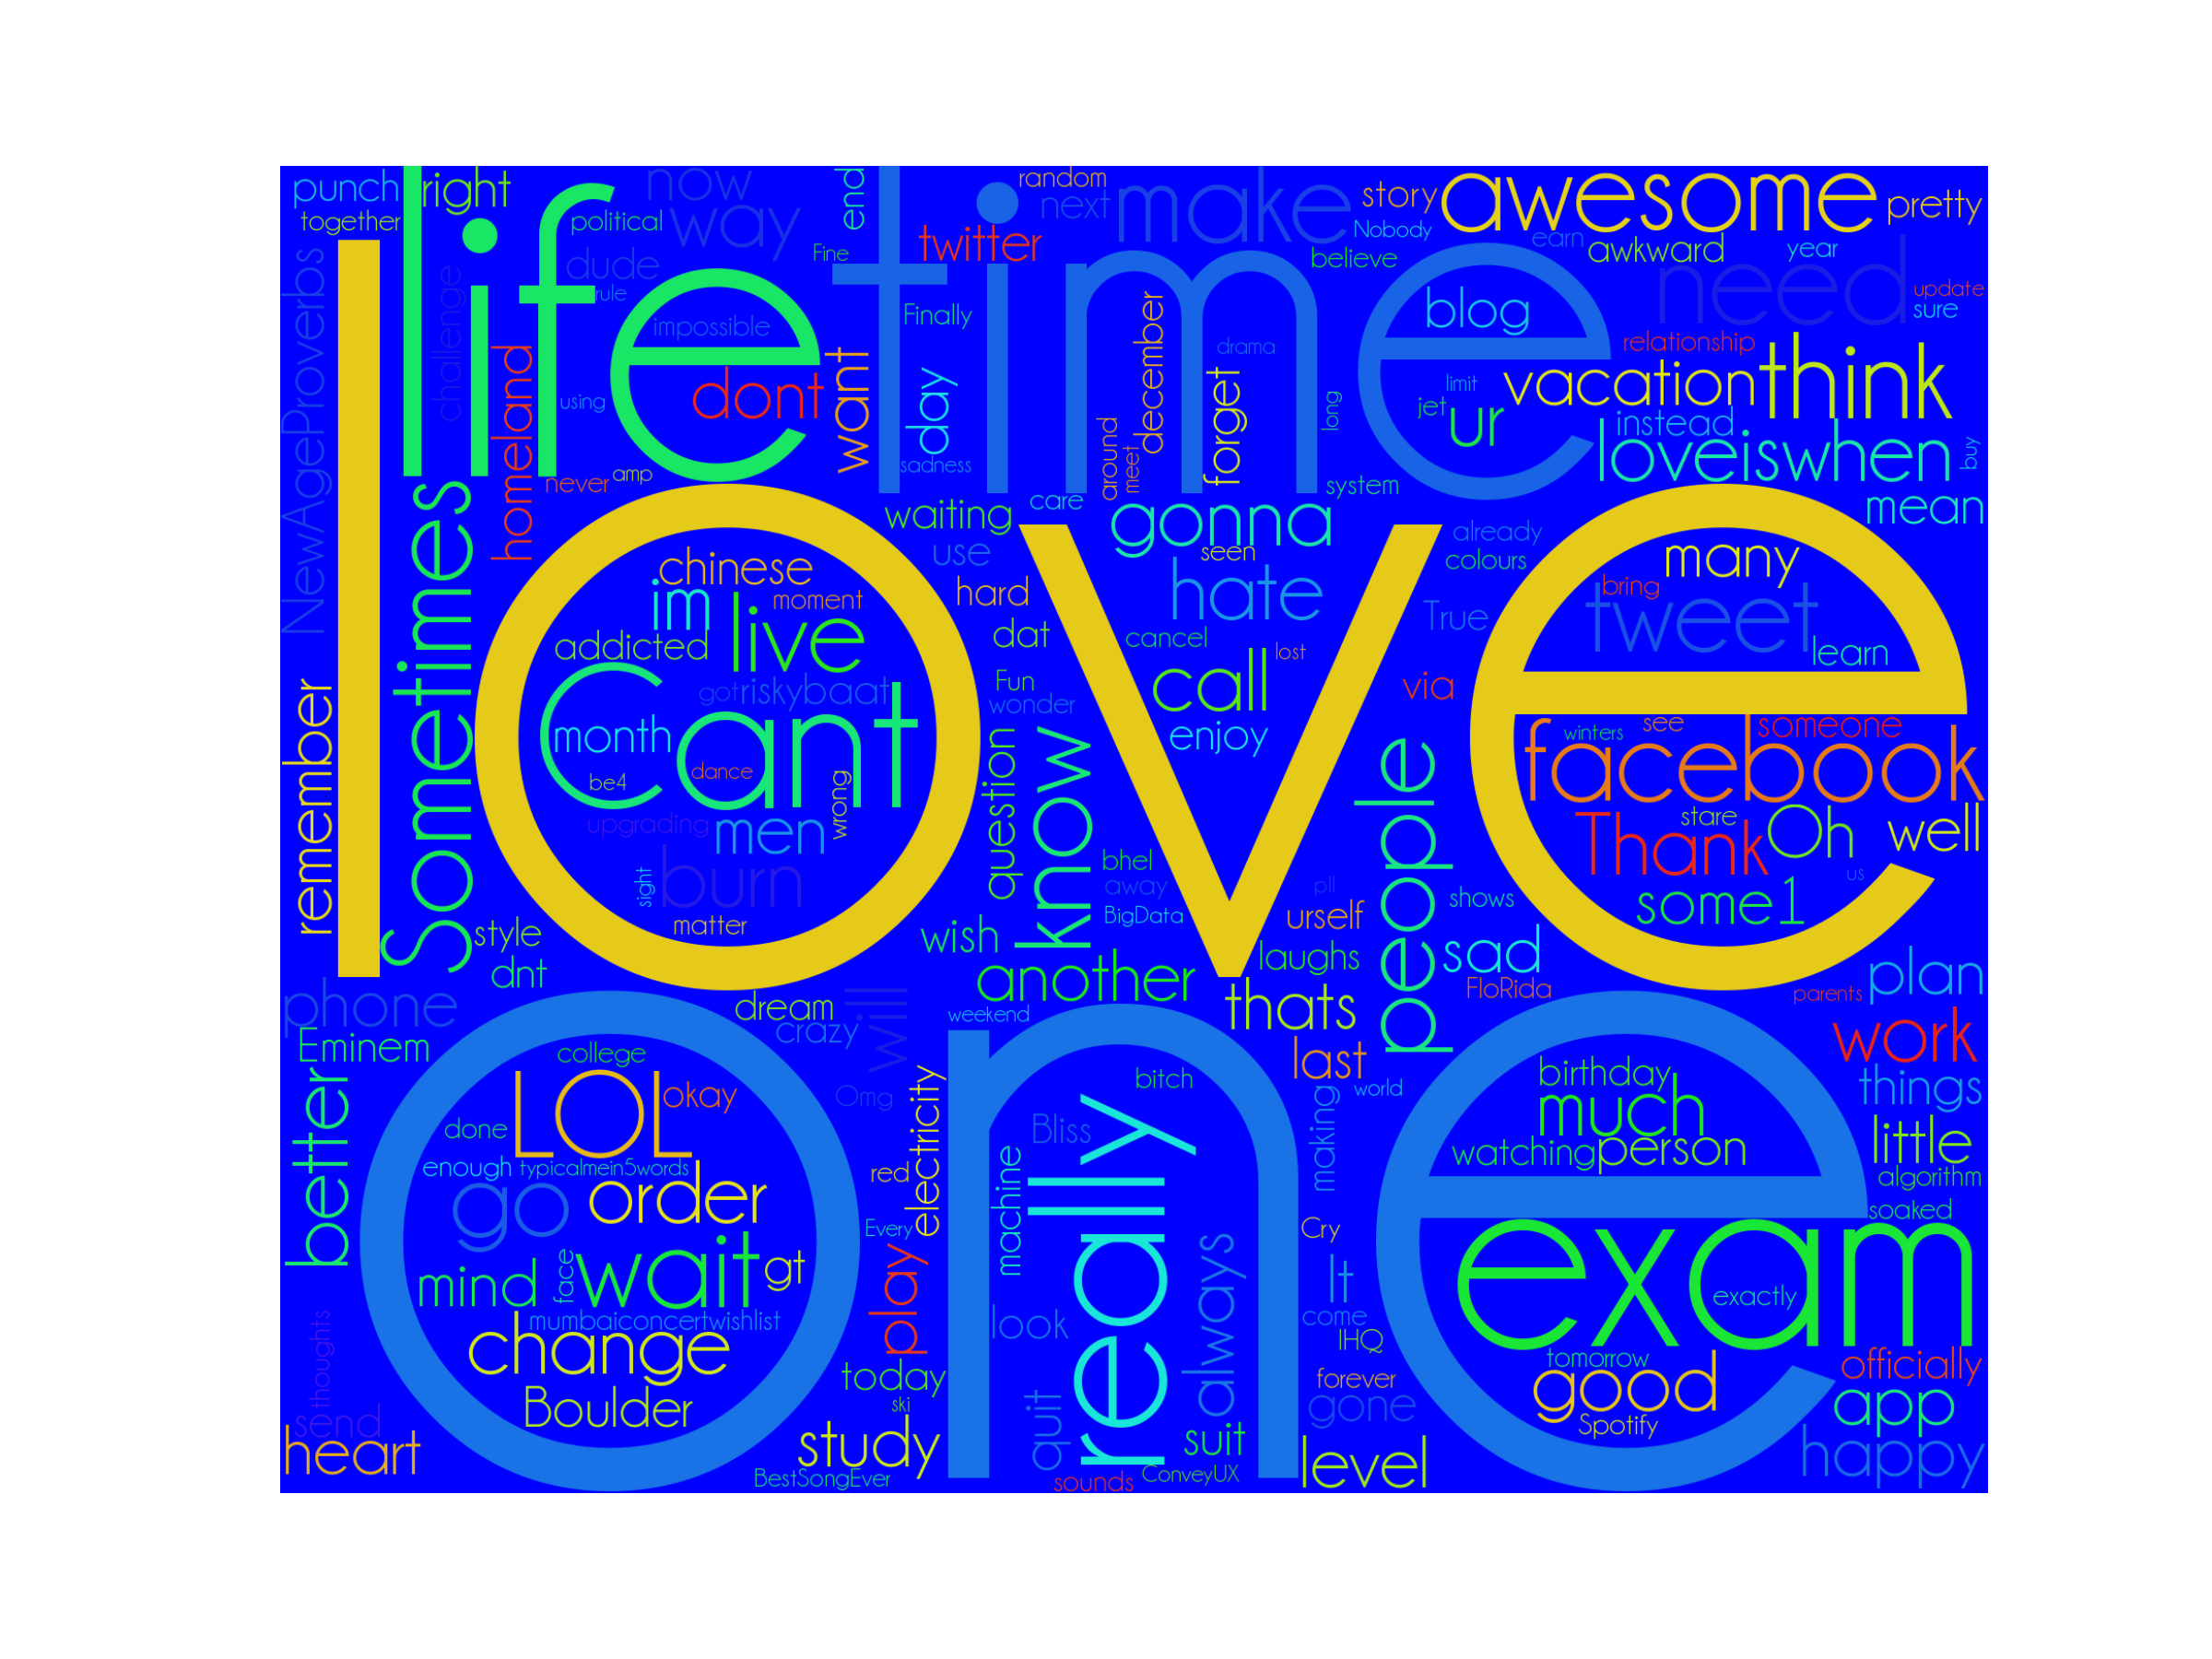 punch
right
now
end
random
make
story
awesome
pretty
together
life
political
way
time
next
Nobody
earn
awkward
year
twitter
Fine
believe
need
NewAgeProverbs
challenge
dude
rule
Finally
blog
update
sure
impossible
december
drama
relationship
think
homeland
dont
want
day
forget
limit
vacation
using
around
long
jet
ur
instead
loveiswhen
buy
never
amp
sadness
meet
system
mean
love
Sometimes
waiting
care
gonna
already
many
chinese
use
seen
colours
bring
tweet
im
moment
hard
hate
True
learn
addicted
live
dat
cancel
lost
call
via
got
riskybaat
Fun
wonder
remember
Cant
month
enjoy
winters
see
someone
facebook
be4
dance
wrong
question
know
people
upgrading
men
stare
Oh
well
Thank
burn
sight
bhel
away
pll
us
matter
BigData
urself
shows
some1
style
wish
laughs
sad
dnt
another
FloRida
parents
plan
phone
dream
will
weekend
thats
Eminem
crazy
last
work
one
college
bitch
world
birthday
things
better
LOL
okay
Omg
electricity
making
much
done
Bliss
watching
person
little
enough
typicalmein5words
red
machine
really
algorithm
go
order
Every
always
Cry
soaked
mind
face
wait
gt
play
It
exam
exactly
mumbaiconcertwishlist
look
come
thoughts
change
IHQ
today
tomorrow
officially
forever
Boulder
ski
quit
gone
good
app
send
heart
study
suit
Spotify
happy
level
BestSongEver
sounds
ConveyUX